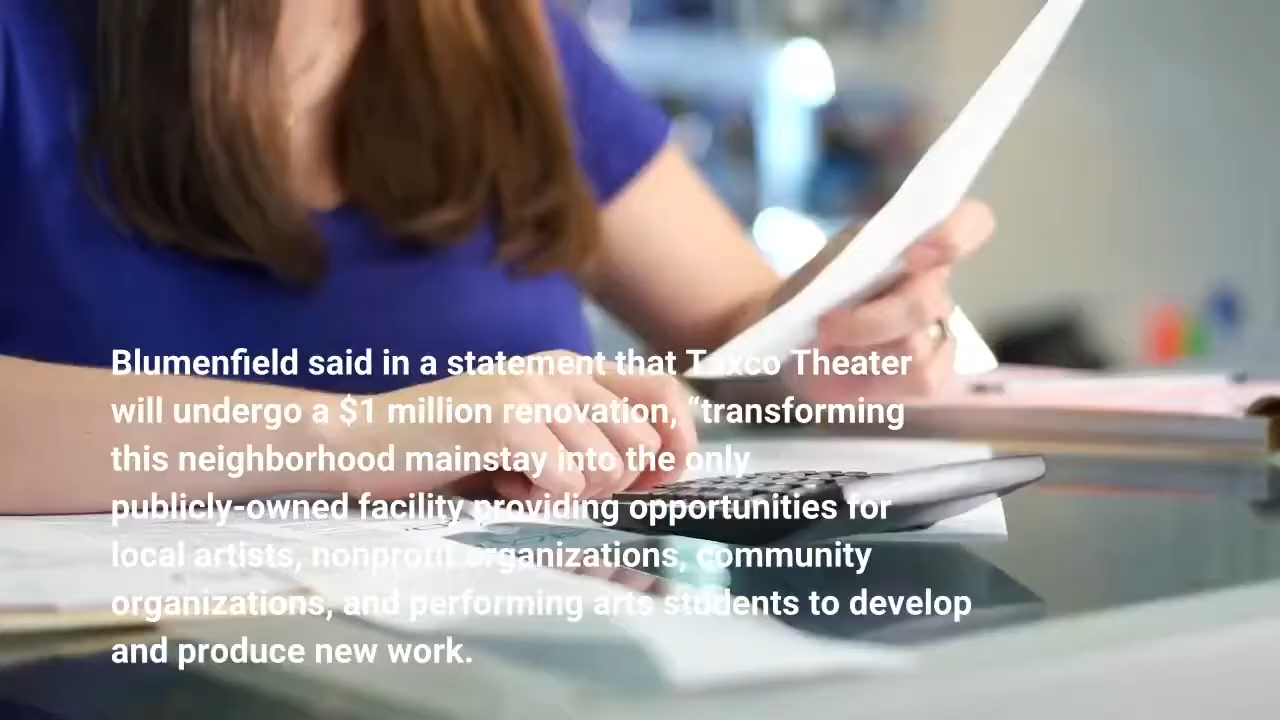 Blumenfield said in a statement that Taxco Theater
will undergo a $1 million renovation, “transforming
this neighborhood mainstay into the only
publicly-owned facility providing opportunities for
local artists, nonprofit organizations, community
organizations, and performing arts students to develop
and produce new work.